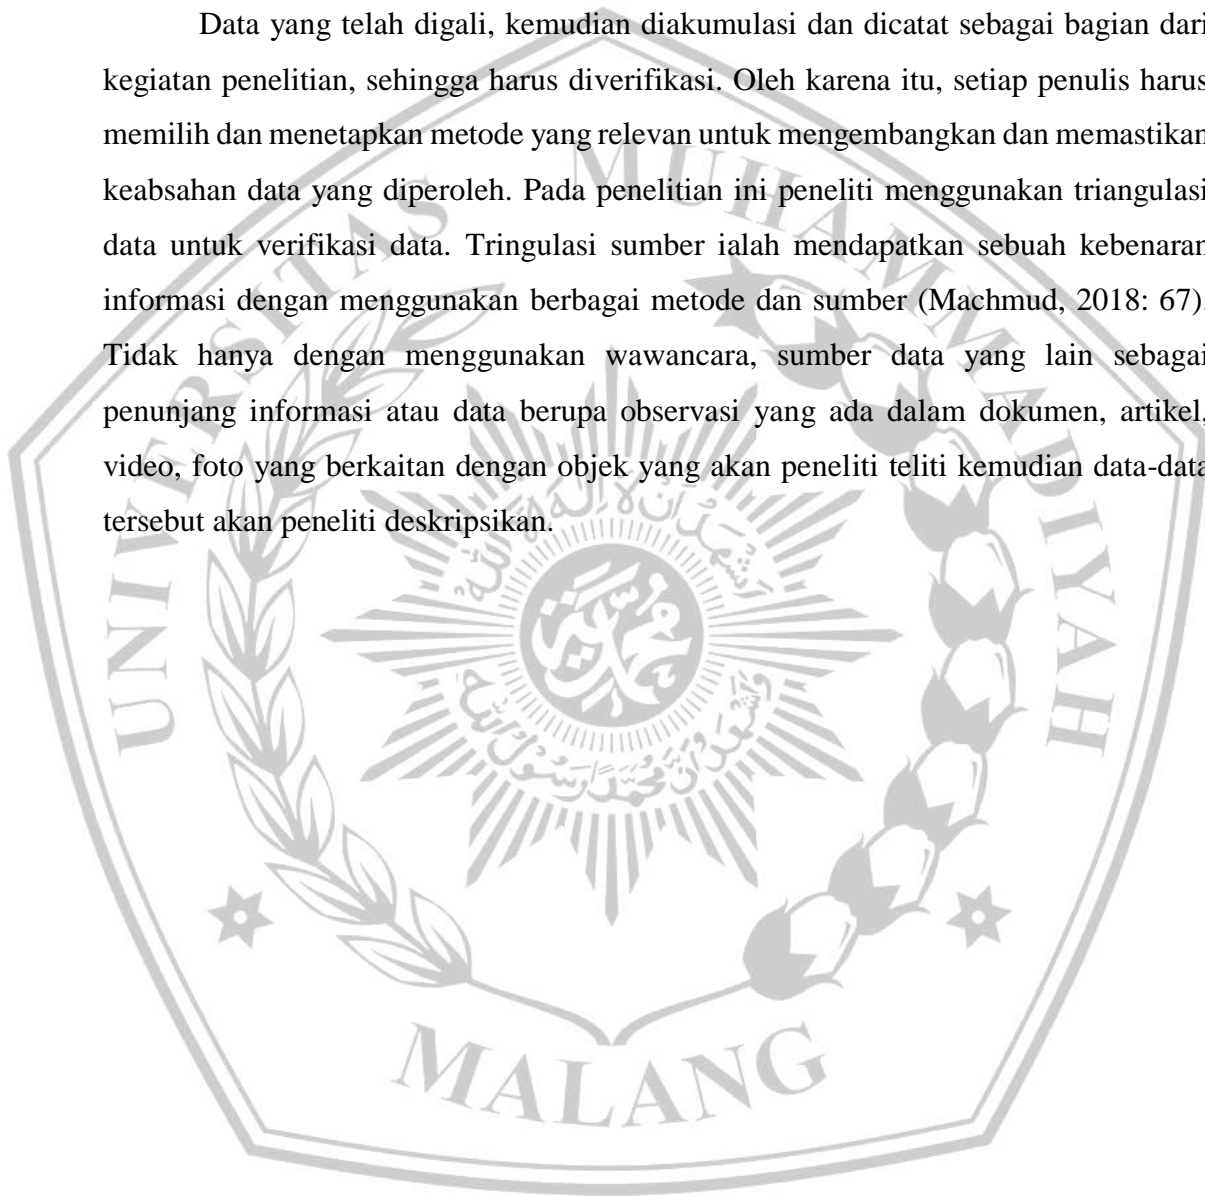 Data yang telah digali, kemudian diakumulasi dan dicatat sebagai bagian dari
kegiatan penelitian, sehingga harus diverifikasi. Oleh karena itu, setiap penulis harus
memilih dan menetapkan metode yang relevan untuk mengembangkan dan memastikan
keabsahan data yang diperoleh. Pada penelitian ini peneliti menggunakan triangulasi
data untuk verifikasi data. Tringulasi sumber ialah mendapatkan sebuah kebenaran
informasi dengan menggunakan berbagai metode dan sumber (Machmud, 2018: 67).
Tidak hanya dengan menggunakan wawancara, sumber data yang lain sebagai
penunjang informasi atau data berupa observasi yang ada dalam dokumen, artikel,
video, foto yang berkaitan dengan objek yang akan peneliti teliti kemudian data-data
tersebut akan peneliti deskripsikan.
UNIVERSITAS MUHAMMADIYAH
MALANG